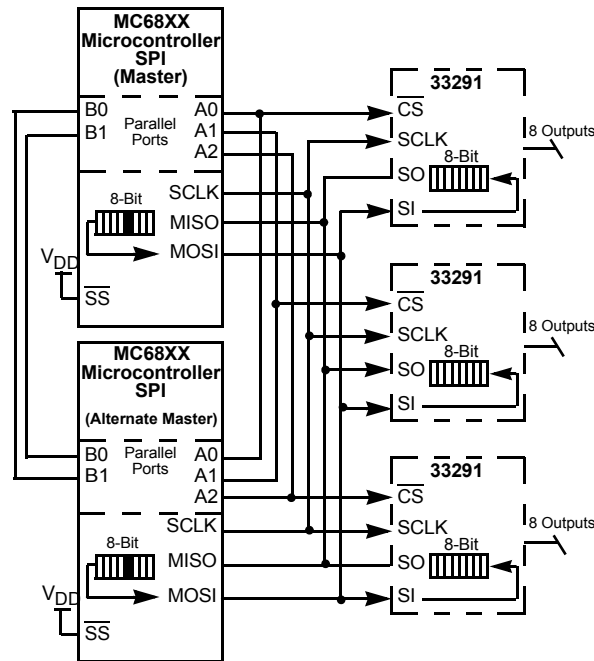 MC68XX
Microcontroller
SPI
(Master)
B0
B1
Parallel
Ports
A0
A1
A2
8-Bit
SCLK
MISO
MOSI
VDD
SS
MC68XX
Microcontroller
SPI
(Alternate Master)
B0
B1
Parallel
Ports
A0
A1
A2
8-Bit
SCLK
MISO
MOSI
VDD
SS
33291
CS
SCLK
8-Bit
SO
SI
8 Outputs
33291
CS
SCLK
8-Bit
SO
SI
8 Outputs
33291
CS
SCLK
8-Bit
SO
SI
8 Outputs